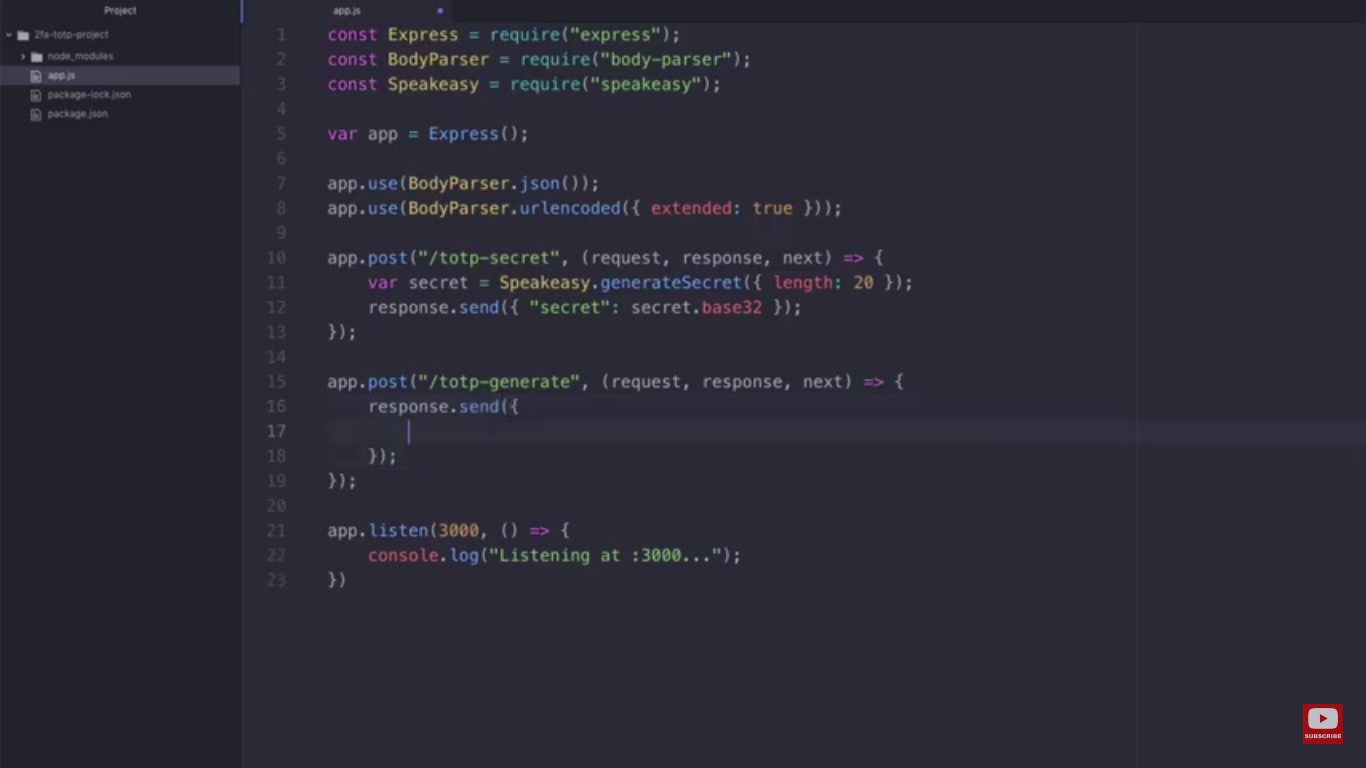 Project
2fa-totp-project
node_modules
app.js
package-lock.json
package.json
app.js
1 const Express = require("express");
2 const BodyParser = require("body-parser");
3 const Speakeasy = require("speakeasy");
4
5 var app = Express();
6
7 app.use(BodyParser.json());
8 app.use(BodyParser.urlencoded({ extended: true }));
9
10 app.post("/totp-secret", (request, response, next) => {
11     var secret = Speakeasy.generateSecret({ length: 20 });
12     response.send({ "secret": secret.base32 });
13 });
14
15 app.post("/totp-generate", (request, response, next) => {
16     response.send({
17
18     });
19 });
20
21 app.listen(3000, () => {
22     console.log("Listening at :3000...");
23 })
SUBSCRIBE